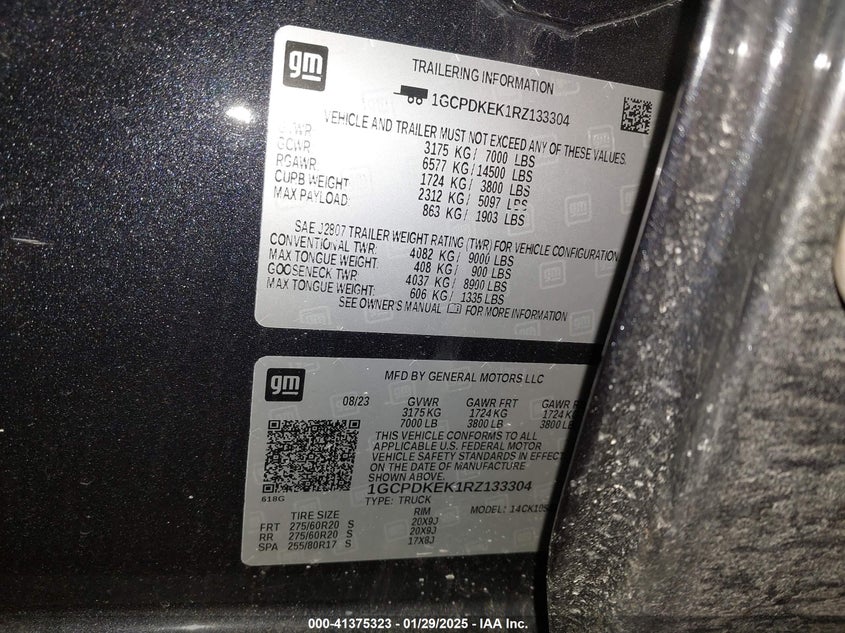 gm
TRAILERING INFORMATION
1GCPDKEK1RZ133304
VEHICLE AND TRAILER MUST NOT EXCEED ANY OF THESE VALUES.
GVWR 3175 KG/ 7000 LBS
GCWR 6577 KG/14500 LBS
RGAWR 1724 KG/ 3800 LBS
CURB WEIGHT 2312 KG/ 5097 LBS
MAX PAYLOAD: 863 KG/ 1903 LBS
SAE J2807 TRAILER WEIGHT RATING (TWR) FOR VEHICLE CONFIGURATION
CONVENTIONAL TWR: 4082 KG/ 9000 LBS
MAX TONGUE WEIGHT: 408 KG/ 900 LBS
GOOSENECK TWR: 4037 KG/ 8900 LBS
MAX TONGUE WEIGHT: 606 KG/ 1335 LBS
SEE OWNER'S MANUAL FOR MORE INFORMATION
gm
MFD BY GENERAL MOTORS LLC
08/23 GVWR GAWR FRT GAWR
3175 KG 1724 KG 1724 K
7000 LB 3800 LB 3800 L
THIS VEHICLE CONFORMS TO ALL
APPLICABLE U.S. FEDERAL MOTOR
VEHICLE SAFETY STANDARDS IN EFFECT
ON THE DATE OF MANUFACTURE
SHOWN ABOVE.
1GCPDKEK1RZ133304
618G
TYPE: TRUCK MODEL: 14CK105
TIRE SIZE RIM
FRT 275/60R20 S 20X9J
RR 275/60R20 S 20X9J
SPA 255/80R17 S 17X8J
000-41375323 - 01/29/2025 - IAA Inc.